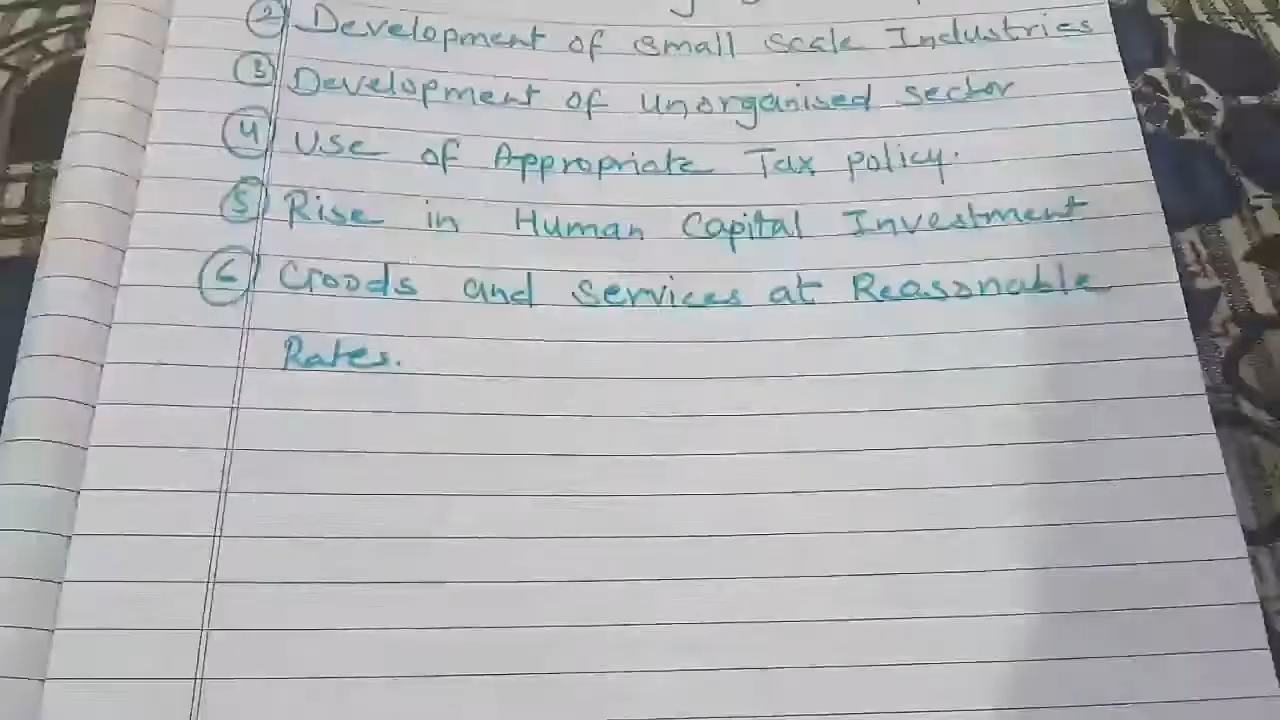 ② Development of small scale Industries
③ Development of unorganised sector
④ Use of Appropriate Tax policy.
⑤ Rise in Human Capital Investment
⑥ Goods and services at Reasonable
Rates.